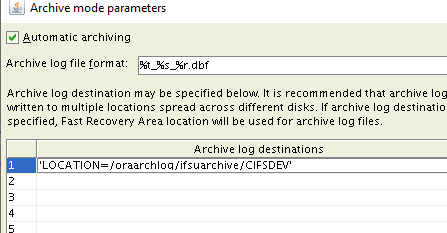 Archive mode parameters
Automatic archiving
Archive log file format: %t_%s_%r.dbf
Archive log destination may be specified below. It is recommended that archive log
written to multiple locations spread across different disks. If archive log destinatio
specified, Fast Recovery Area location will be used for archive log files.
Archive log destinations
1 'LOCATION=/oraarchlog/ifsuarchive/CIFSDEV'
2
3
4
5